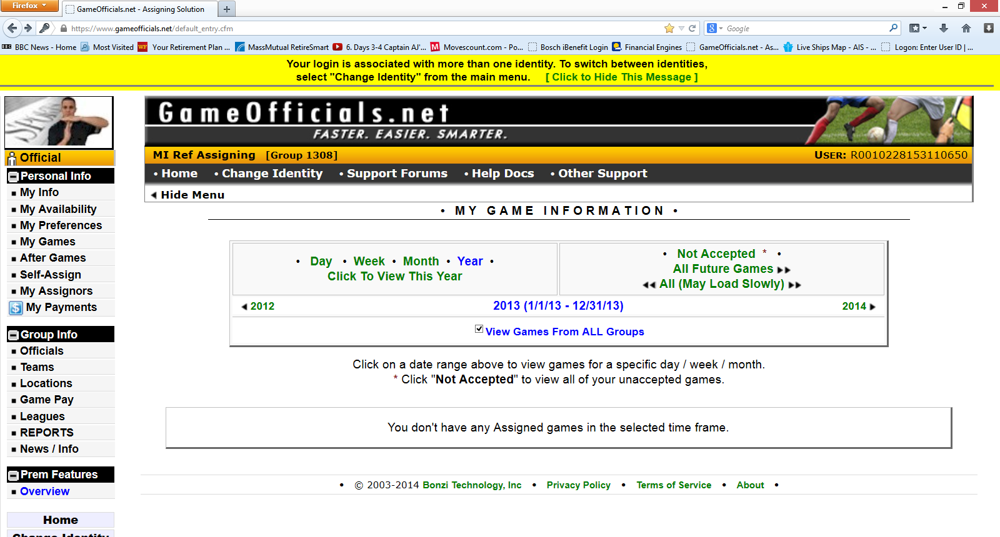 Firefox
GameOfficials.net - Assigning Solution
https://www.gameofficials.net/default_entry.cfm
Google
BBC News - Home
Most Visited
Your Retirement Plan ...
MassMutual RetireSmart
6. Days 3-4 Captain AJ'...
Movescount.com - Po...
Bosch iBenefit Login
Financial Engines
GameOfficials.net - As...
Live Ships Map - AIS - ...
Logon: Enter User ID | ...
Your login is associated with more than one identity. To switch between identities,
select "Change Identity" from the main menu. [ Click to Hide This Message ]
GameOfficials.net
FASTER. EASIER. SMARTER.
MI Ref Assigning [Group 1308]
USER: R0010228153110650
• Home • Change Identity • Support Forums • Help Docs • Other Support
Hide Menu
Official
Personal Info
My Info
My Availability
My Preferences
My Games
After Games
Self-Assign
My Assignors
My Payments
Group Info
Officials
Teams
Locations
Game Pay
Leagues
REPORTS
News / Info
Prem Features
Overview
Home
Change Identity
• MY GAME INFORMATION •
• Day • Week • Month • Year •
Click To View This Year
• Not Accepted * •
All Future Games
All (May Load Slowly)
2012
2013 (1/1/13 - 12/31/13)
2014
View Games From ALL Groups
Click on a date range above to view games for a specific day / week / month.
* Click "Not Accepted" to view all of your unaccepted games.
You don't have any Assigned games in the selected time frame.
• © 2003-2014 Bonzi Technology, Inc • Privacy Policy • Terms of Service • About •